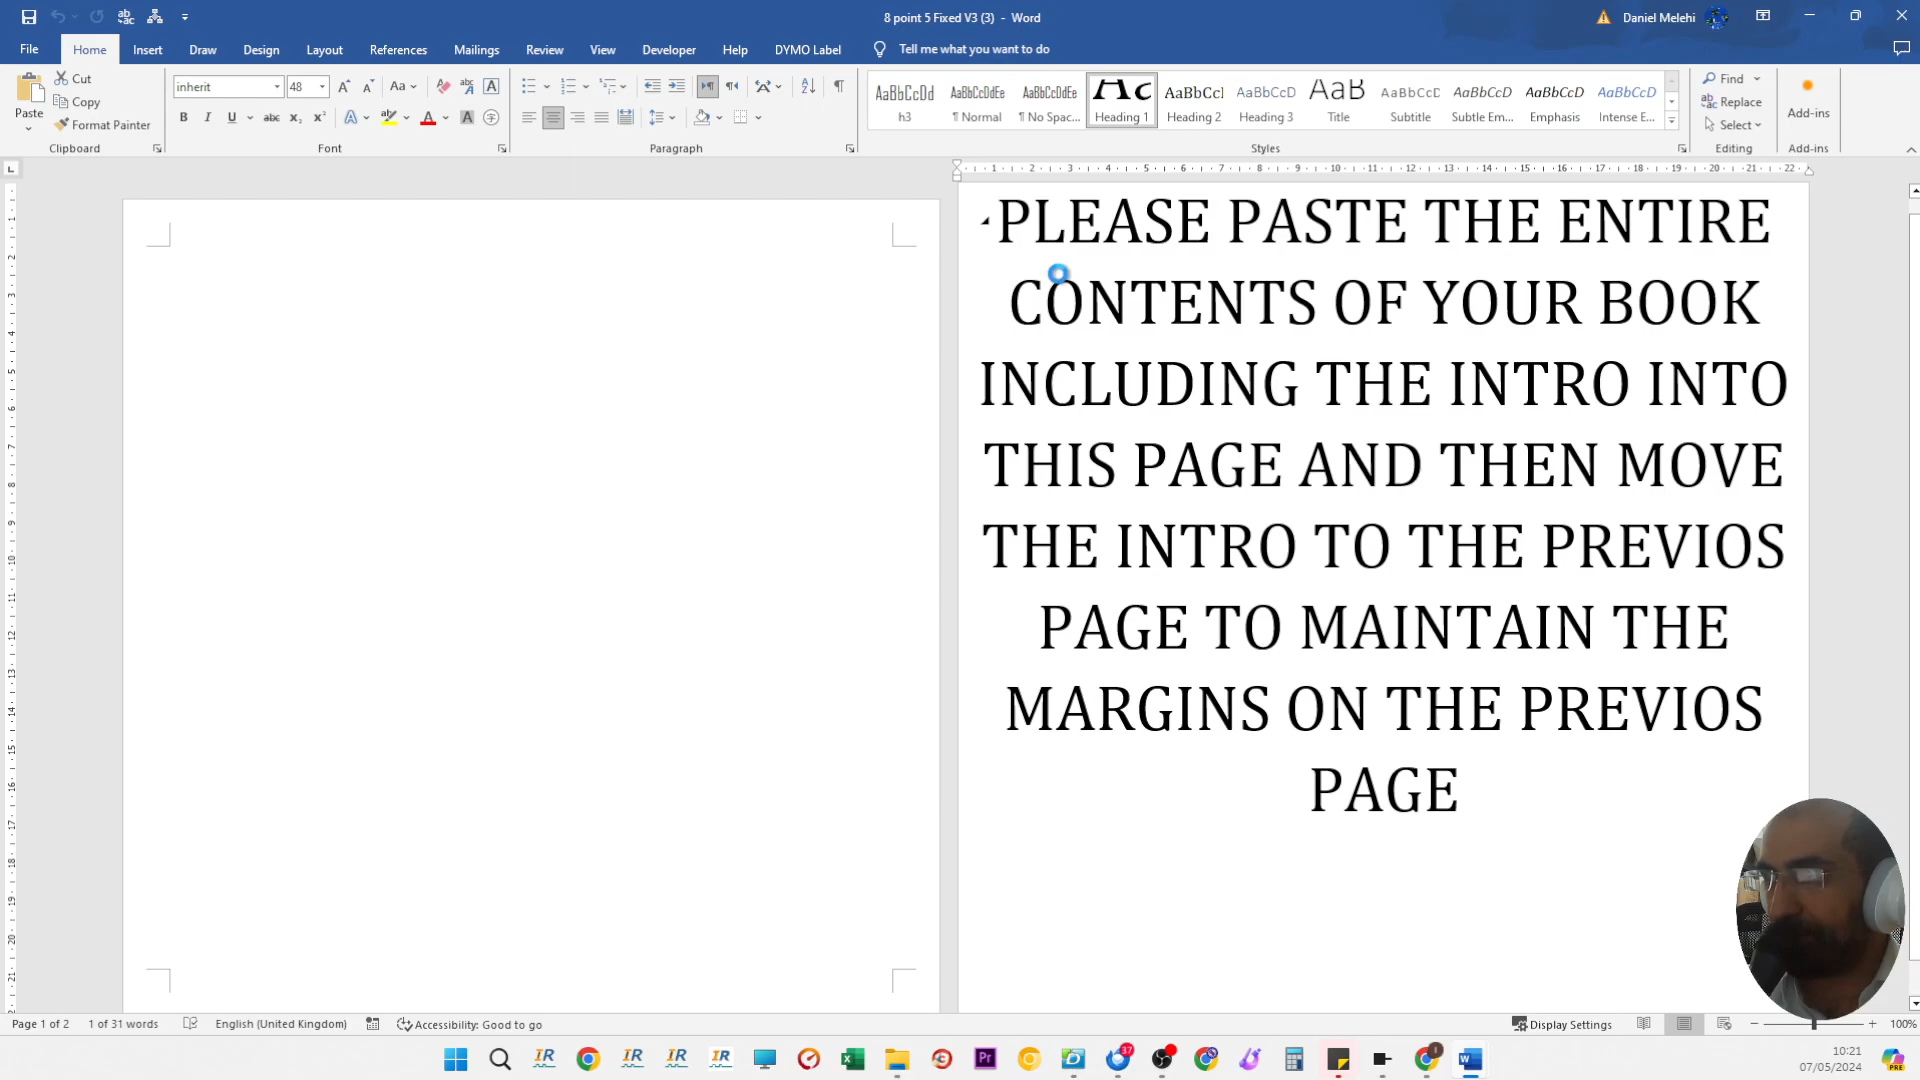 8 point 5 Fixed V3 (3) - Word
Daniel Melehi
File Home Insert Draw Design Layout References Mailings Review View Developer Help DYMO Label Tell me what you want to do
Paste
Cut
Copy
Format Painter
Clipboard
inherit 48
Font
Paragraph
AaBbCcDd h3
AaBbCcDdEe ¶ Normal
AaBbCcDdEe ¶ No Spac...
Heading 1
AaBbCcI Heading 2
AaBbCcD Heading 3
AaB Title
AaBbCcD Subtitle
AaBbCcD Subtle Em...
AaBbCcD Emphasis
AaBbCcD Intense E...
Styles
Find
Replace
Select
Editing
Add-ins
Add-ins
PLEASE PASTE THE ENTIRE
CONTENTS OF YOUR BOOK
INCLUDING THE INTRO INTO
THIS PAGE AND THEN MOVE
THE INTRO TO THE PREVIOS
PAGE TO MAINTAIN THE
MARGINS ON THE PREVIOS
PAGE
Page 1 of 2 1 of 31 words English (United Kingdom) Accessibility: Good to go Display Settings 100%
10:21
07/05/2024